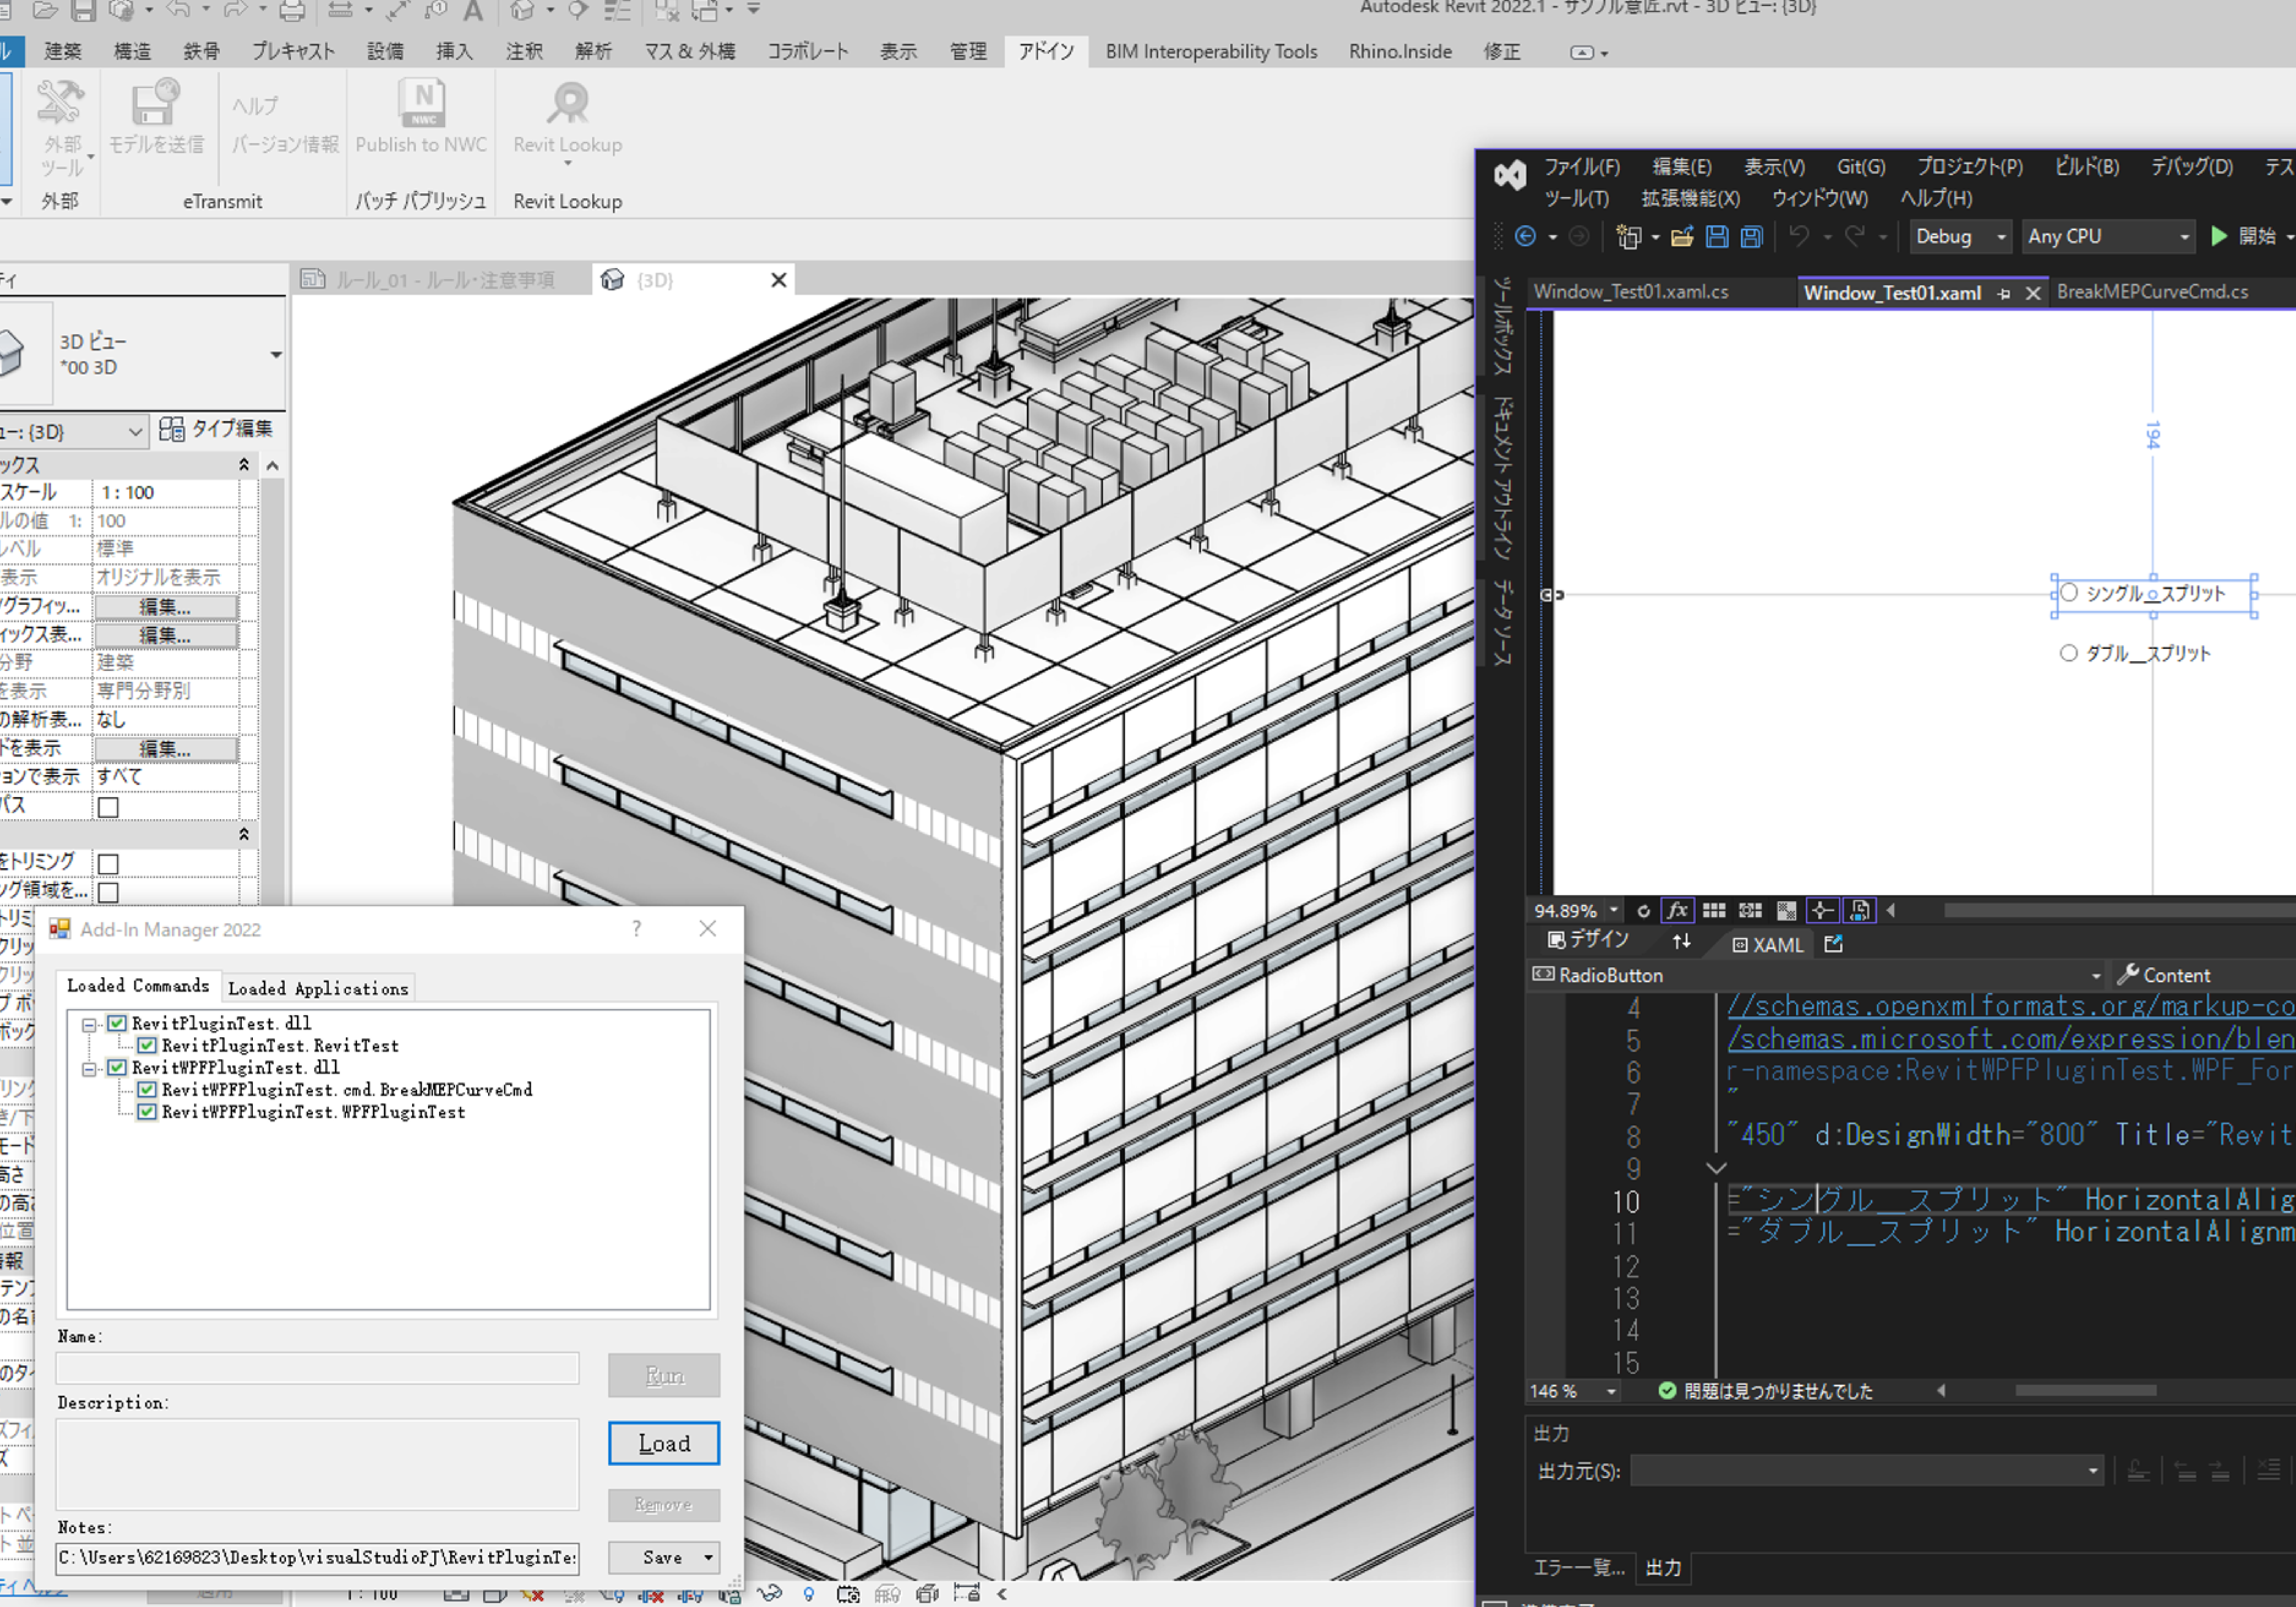 Autodesk Revit 2022.1 - サンプル意匠.rvt - 3D ビュー: {3D}
ル 建築 構造 鉄骨 プレキャスト 設備 挿入 注釈 解析 マス & 外構 コラボレート 表示 管理 アドイン BIM Interoperability Tools Rhino.Inside 修正
外部
ツール
モデルを送信
ヘルプ
バージョン情報
Publish to NWC
Revit Lookup
外部 eTransmit バッチ パブリッシュ Revit Lookup
ルール_01 - ルール・注意事項 {3D}
ティ
3D ビュー
*00 3D
ュー: {3D} タイプ編集
ックス
スケール 1 : 100
ルの値 1: 100
レベル 標準
表示 オリジナルを表示
グラフィッ... 編集...
ィックス表... 編集...
分野 建築
を表示 専門分野別
の解析表... なし
ドを表示 編集...
ョンで表示 すべて
パス
をトリミング
ング領域を...
Add-In Manager 2022 ?
Loaded Commands Loaded Applications
RevitPluginTest.dll
RevitPluginTest.RevitTest
RevitWPFPluginTest.dll
RevitWPFPluginTest.cmd.BreakMEPCurveCmd
RevitWPFPluginTest.WPFPluginTest
Name:
Run
Description:
Load
Remove
Notes:
C:\Users\62169823\Desktop\visualStudioPJ\RevitPluginTe
Save
1 : 100
ファイル(F) 編集(E) 表示(V) Git(G) プロジェクト(P) ビルド(B) デバッグ(D) テス
ツール(T) 拡張機能(X) ウィンドウ(W) ヘルプ(H)
Debug Any CPU 開始
Window_Test01.xaml.cs Window_Test01.xaml BreakMEPCurveCmd.cs
ツールボックス
ドキュメント アウトライン
データ ソース
194
シングル__スプリット
ダブル__スプリット
94.89% fx
デザイン XAML
RadioButton Content
4 //schemas.openxmlformats.org/markup-co
5 /schemas.microsoft.com/expression/blen
6 r-namespace:RevitWPFPluginTest.WPF_For
7 "
8 "450" d:DesignWidth="800" Title="Revit
9
10 ="シングル__スプリット" HorizontalAlig
11 ="ダブル__スプリット" HorizontalAlignm
12
13
14
15
146 % 問題は見つかりませんでした
出力
出力元(S):
エラー一覧... 出力